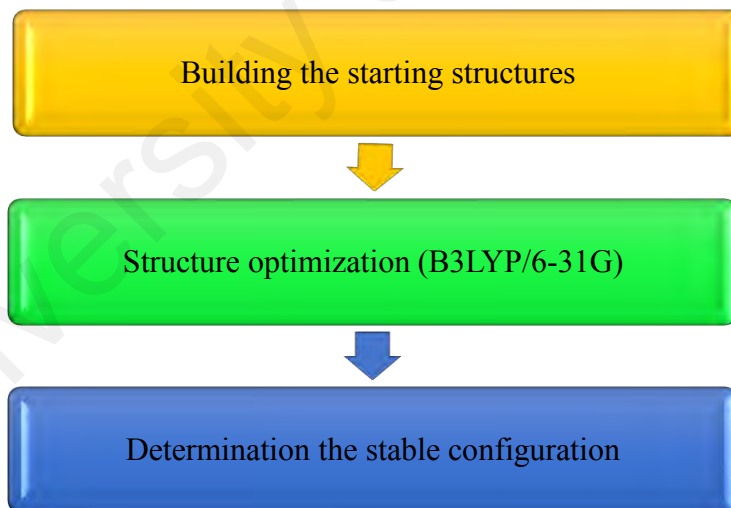 Building the starting structures
Structure optimization (B3LYP/6-31G)
Determination the stable configuration